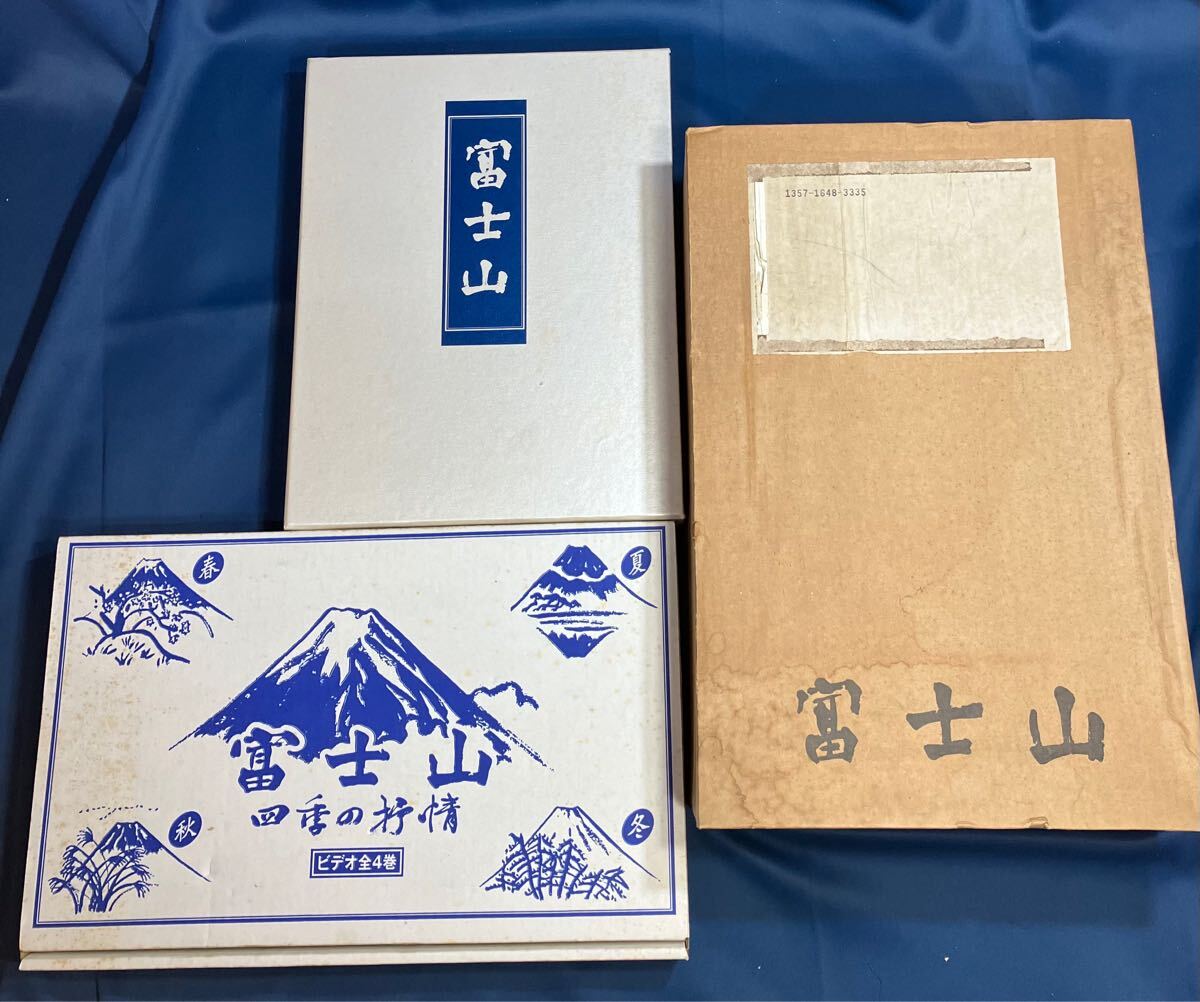 富士山
1357-1648-3335
富士山
春
夏
富士山
四季の抒情
秋
冬
ビデオ全4巻